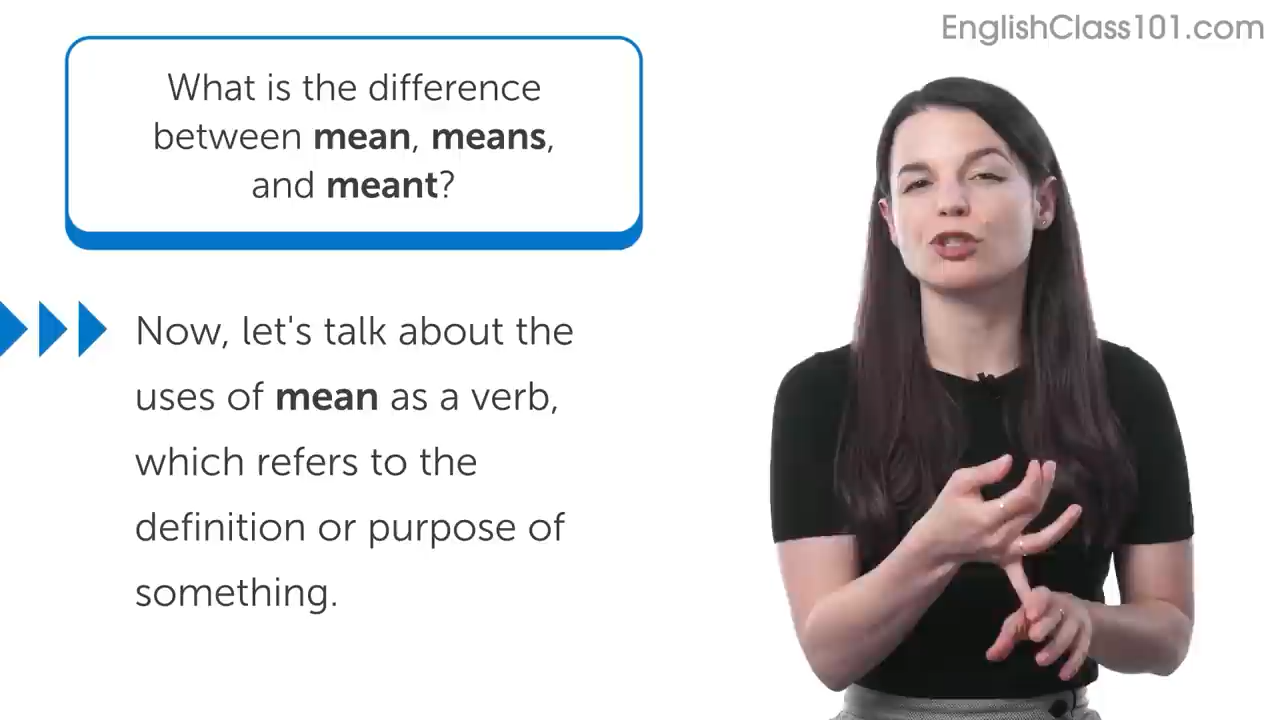 EnglishClass101.com
What is the difference
between mean, means,
and meant?
Now, let's talk about the
uses of mean as a verb,
which refers to the
definition or purpose of
something.